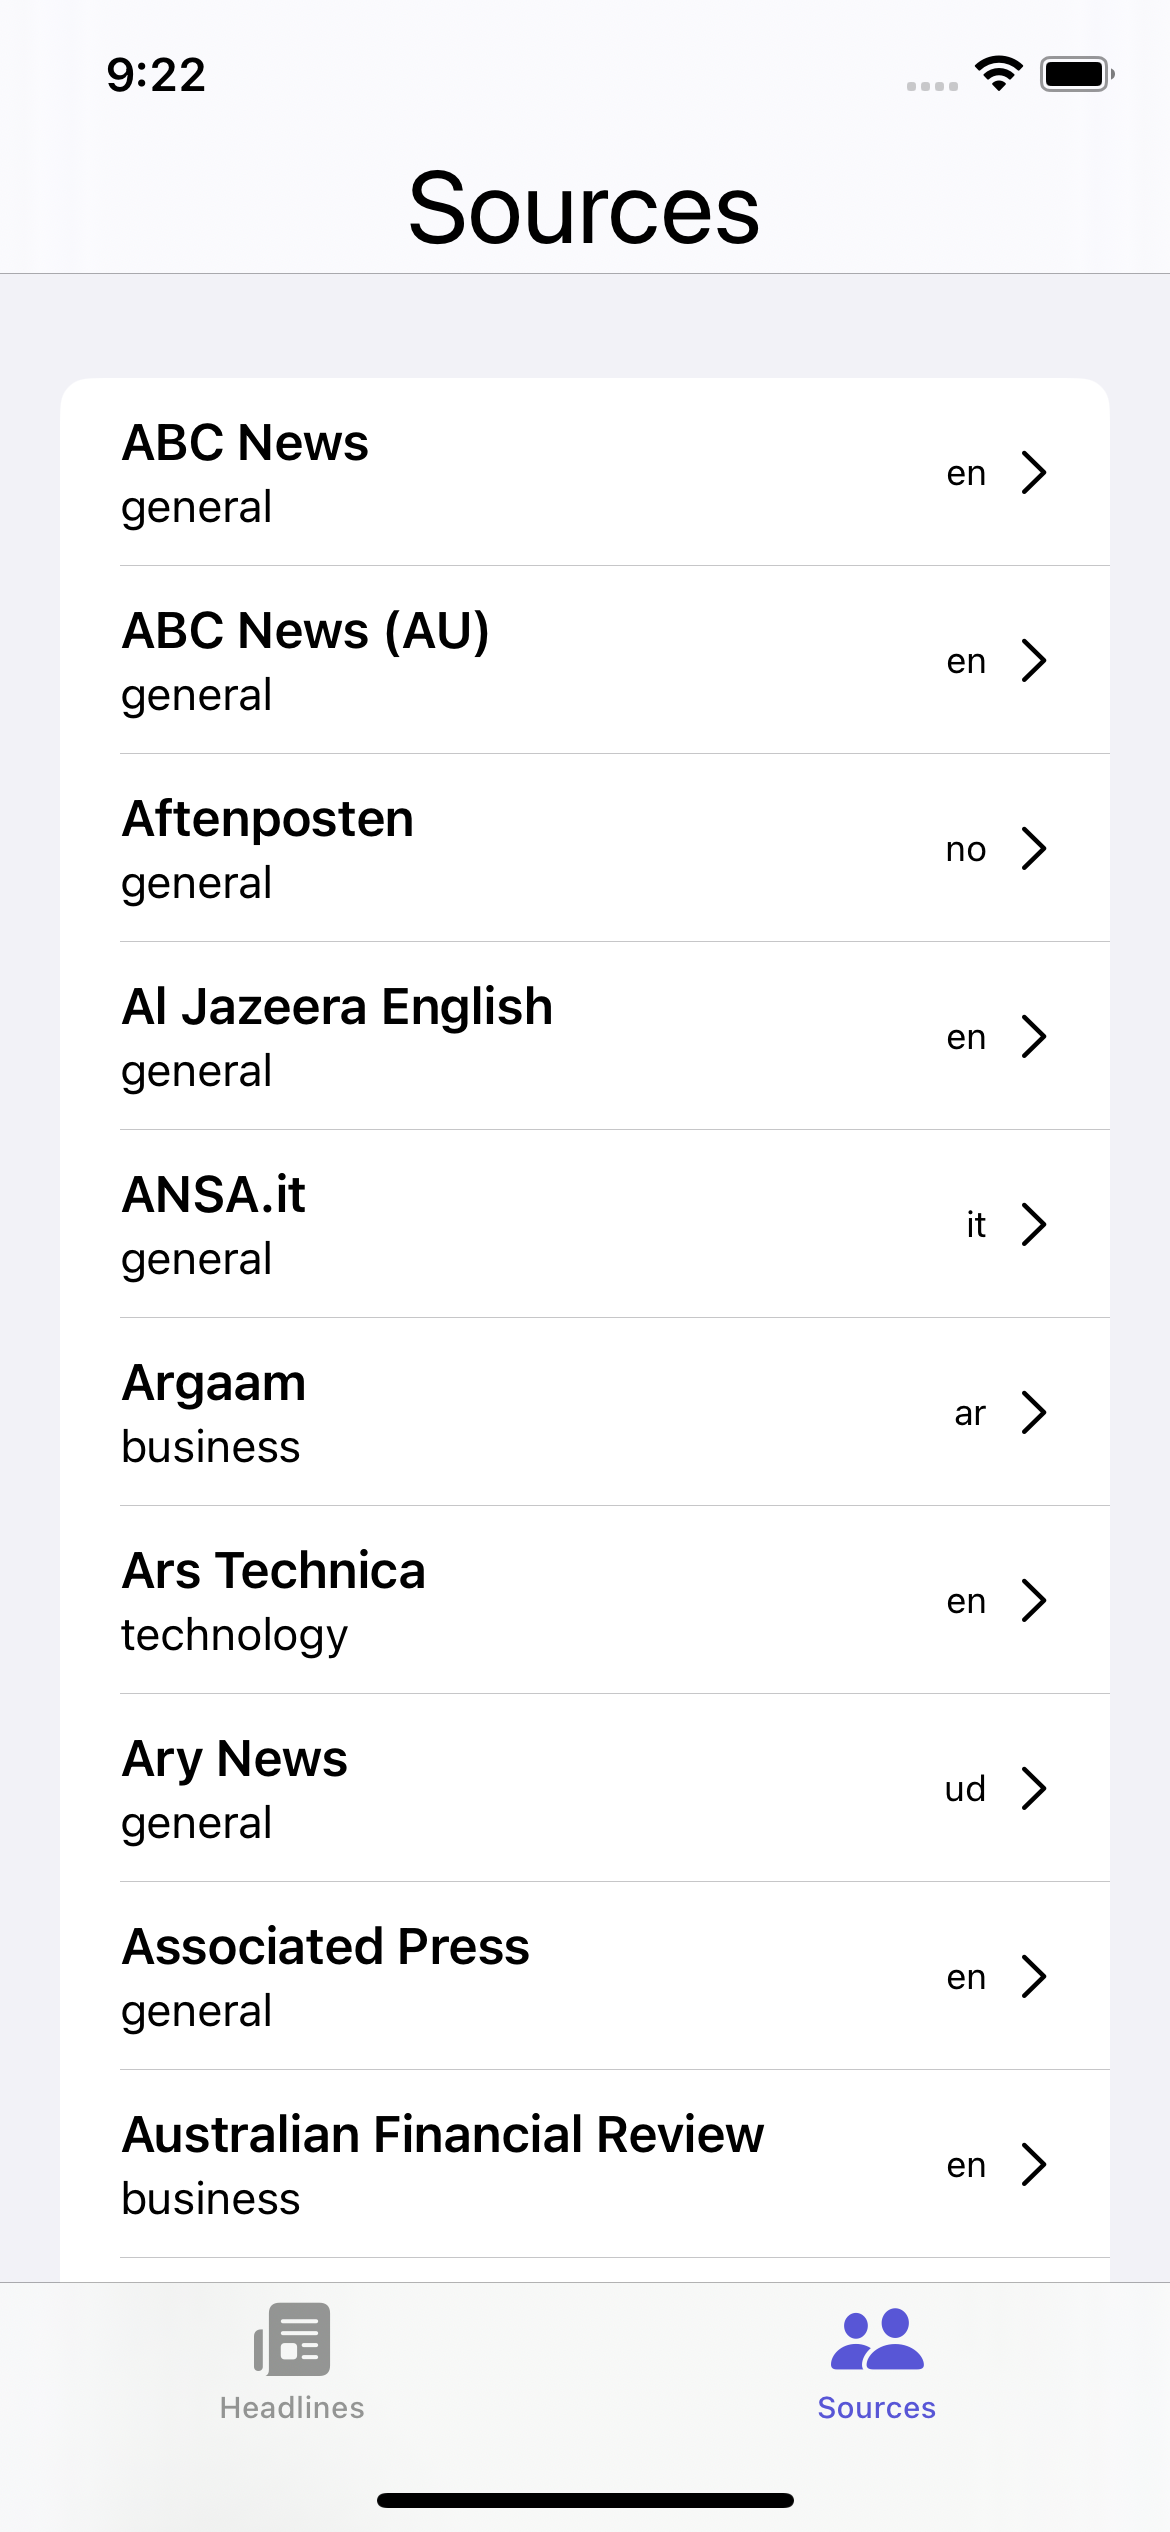 9:22
Sources
ABC News
general
en
ABC News (AU)
general
en
Aftenposten
general
no
Al Jazeera English
general
en
ANSA.it
general
it
Argaam
business
ar
Ars Technica
technology
en
Ary News
general
ud
Associated Press
general
en
Australian Financial Review
business
en
Headlines
Sources